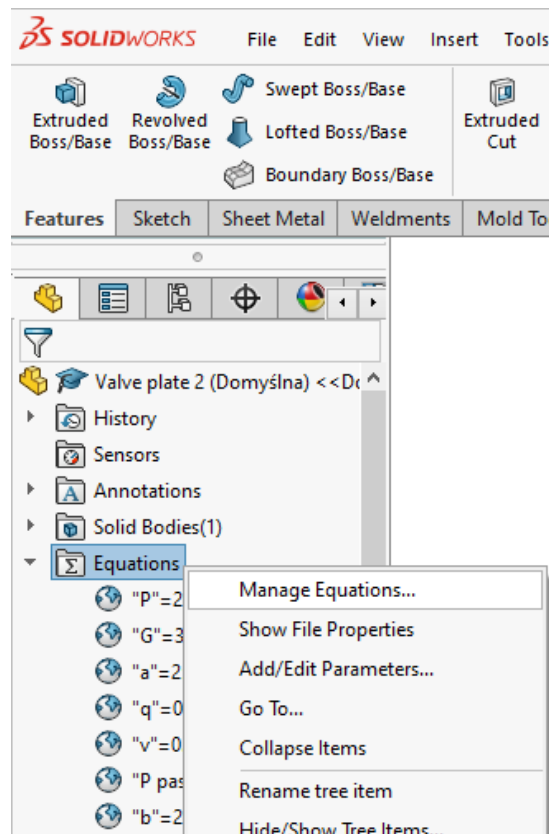 SOLIDWORKS File Edit View Insert Tools
Swept Boss/Base
Extruded Boss/Base Revolved Boss/Base Lofted Boss/Base Extruded Cut
Boundary Boss/Base
Features Sketch Sheet Metal Weldments Mold To
Valve plate 2 (Domyślna) <<Do
History
Sensors
Annotations
Solid Bodies(1)
Equations
"P"=2 Manage Equations...
"G"=3 Show File Properties
"a"=2 Add/Edit Parameters...
"q"=0 Go To...
"v"=0 Collapse Items
"P pas Rename tree item
"b"=2 Hide/Show Tree Items...